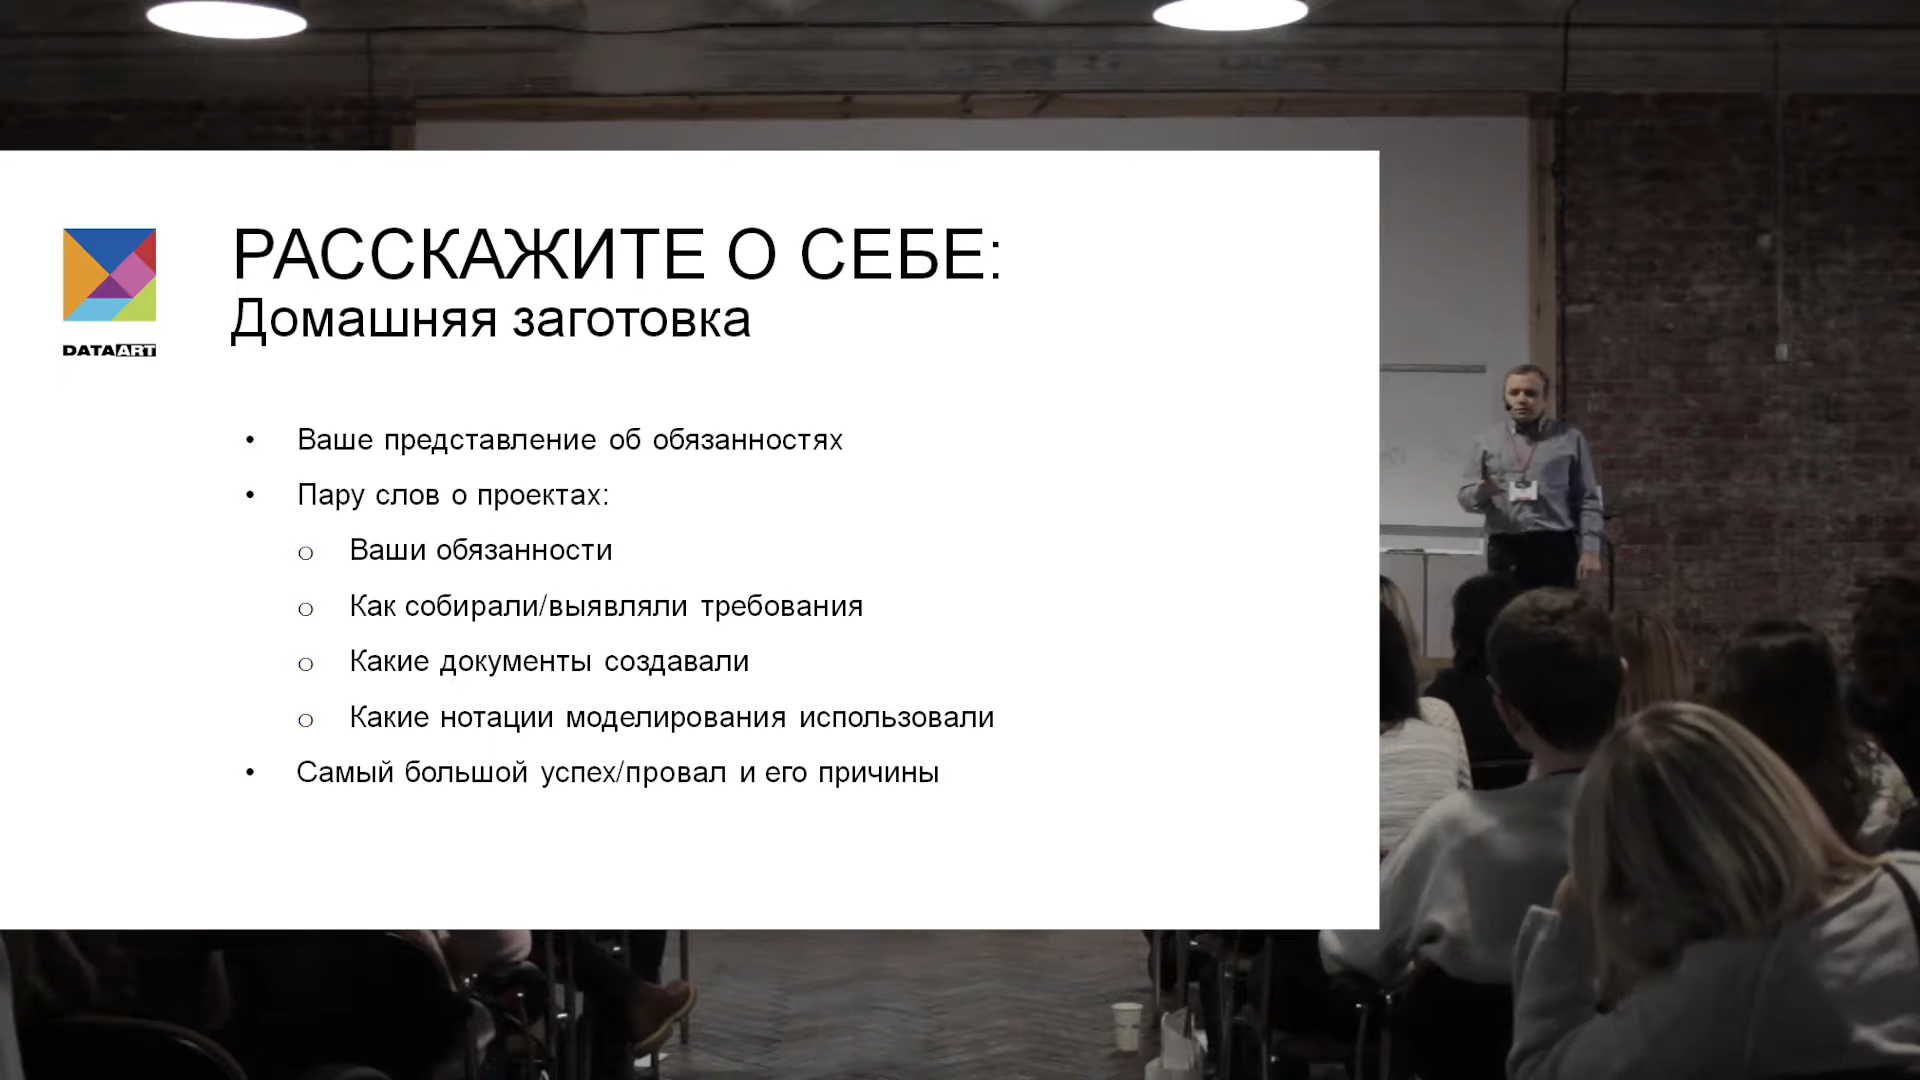 DATAART
РАССКАЖИТЕ О СЕБЕ:
Домашняя заготовка
• Ваше представление об обязанностях
• Пару слов о проектах:
o Ваши обязанности
o Как собирали/выявляли требования
o Какие документы создавали
o Какие нотации моделирования использовали
• Самый большой успех/провал и его причины